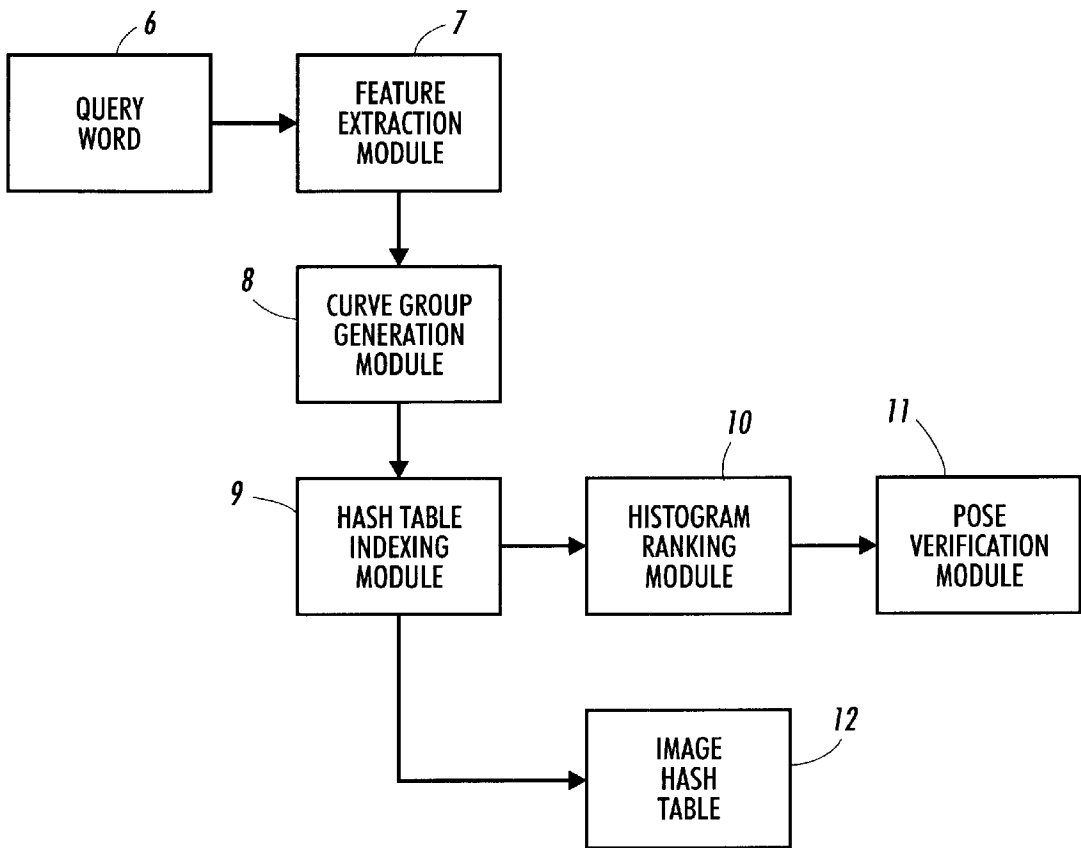 6
QUERY
WORD
7
FEATURE
EXTRACTION
MODULE
8
CURVE GROUP
GENERATION
MODULE
9
HASH TABLE
INDEXING
MODULE
10
HISTOGRAM
RANKING
MODULE
11
POSE
VERIFICATION
MODULE
12
IMAGE
HASH
TABLE